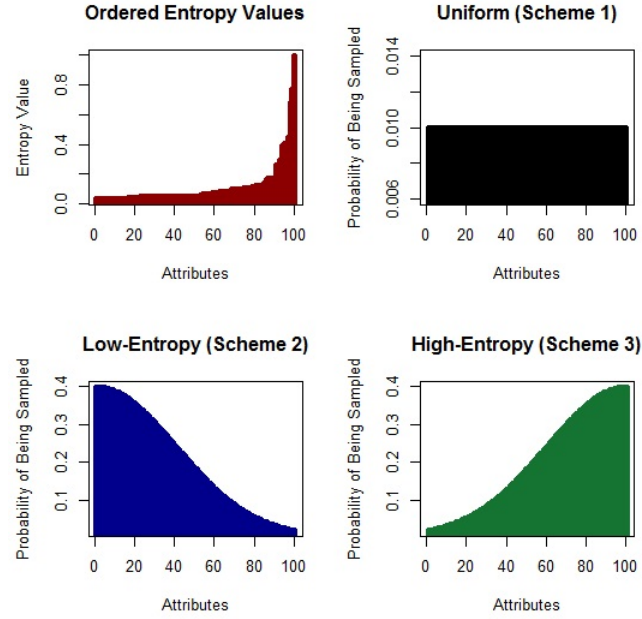 Ordered Entropy Values
Entropy Value
0.0 0.4 0.8
0 20 40 60 80 100
Attributes
Uniform (Scheme 1)
Probability of Being Sampled
0.006 0.010 0.014
0 20 40 60 80 100
Attributes
Low-Entropy (Scheme 2)
Probability of Being Sampled
0.1 0.2 0.3 0.4
0 20 40 60 80 100
Attributes
High-Entropy (Scheme 3)
Probability of Being Sampled
0.1 0.2 0.3 0.4
0 20 40 60 80 100
Attributes